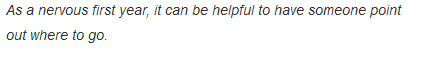 As a nervous first year, it can be helpful to have someone point
out where to go.